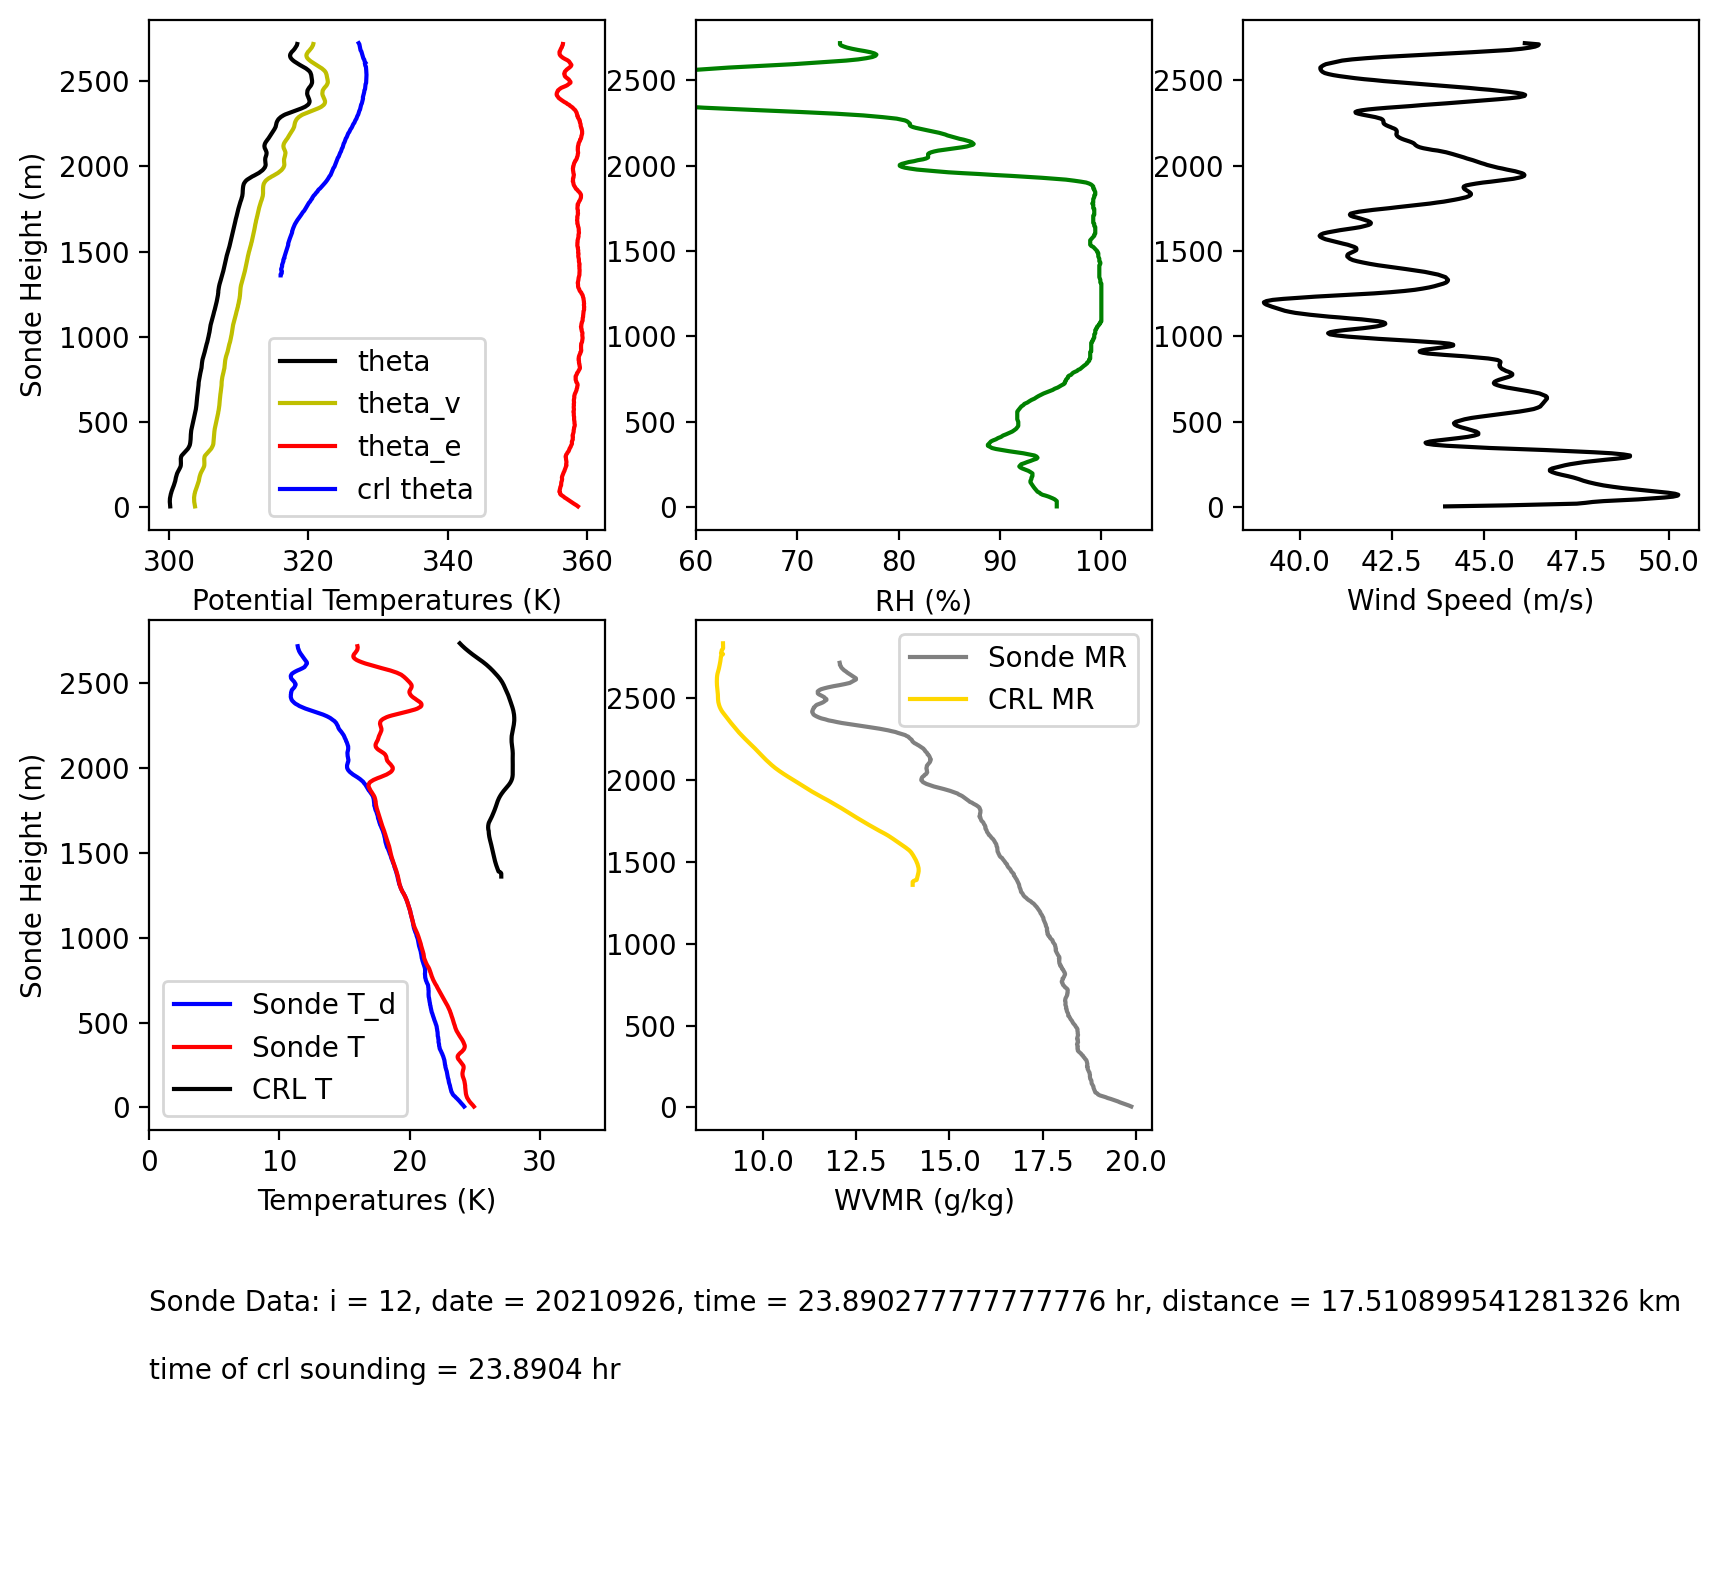 2500
2000
1500
1000
500
0
Sonde Height (m)
theta
theta_v
theta_e
crl theta
300
320
340
360
Potential Temperatures (K)
2500
2000
1500
1000
500
0
60
70
80
90
100
RH (%)
2500
2000
1500
1000
500
0
40.0
42.5
45.0
47.5
50.0
Wind Speed (m/s)
2500
2000
1500
1000
500
0
Sonde Height (m)
Sonde T_d
Sonde T
CRL T
0
10
20
30
Temperatures (K)
2500
2000
1500
1000
500
0
Sonde MR
CRL MR
10.0
12.5
15.0
17.5
20.0
WVMR (g/kg)
Sonde Data: i = 12, date = 20210926, time = 23.890277777777776 hr, distance = 17.510899541281326 km
time of crl sounding = 23.8904 hr